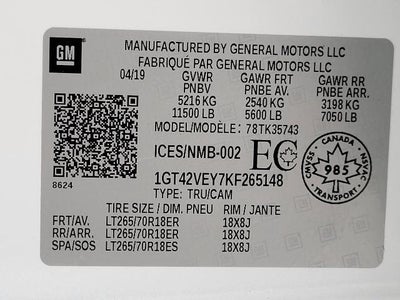 GM
MANUFACTURED BY GENERAL MOTORS LLC
FABRIQUÉ PAR GENERAL MOTORS LLC
04/19 GVWR GAWR FRT GAWR RR
PNBV PNBE AV. PNBE ARR.
5216 KG 2540 KG 3198 KG
11500 LB 5600 LB 7050 LB
MODEL/MODÈLE: 78TK35743
ICES/NMB-002 EC
CANADA
985
TRANSPORT
NSVAC
SVNAC
8624
1GT42VEY7KF265148
TYPE: TRU/CAM
TIRE SIZE / DIM. PNEU RIM / JANTE
FRT/AV. LT265/70R18ER 18X8J
RR/ARR. LT265/70R18ER 18X8J
SPA/SOS LT265/70R18ES 18X8J